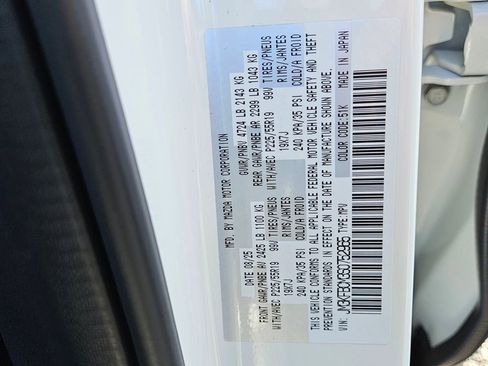 MFD. BY MAZDA MOTOR CORPORATION
DATE 08/25 GVWR/PNBV 4724 LB 2143 KG
FRONT GAWR/PNBE AV 2425 LB 1100 KG REAR GAWR/PNBE AR 2299 LB 1043 KG
WITH/AVEC P225/55R19 99V TIRES/PNEUS WITH/AVEC P225/55R19 99V TIRES/PNEUS
19X7J RIMS/JANTES 19X7J RIMS/JANTES
240 KPA/35 PSI COLD/A FROID 240 KPA/35 PSI COLD/A FROID
THIS VEHICLE CONFORMS TO ALL APPLICABLE FEDERAL MOTOR VEHICLE SAFETY AND THEFT
PREVENTION STANDARDS IN EFFECT ON THE DATE OF MANUFACTURE SHOWN ABOVE.
VIN: TYPE:MPV COLOR CODE:51K MADE IN JAPAN